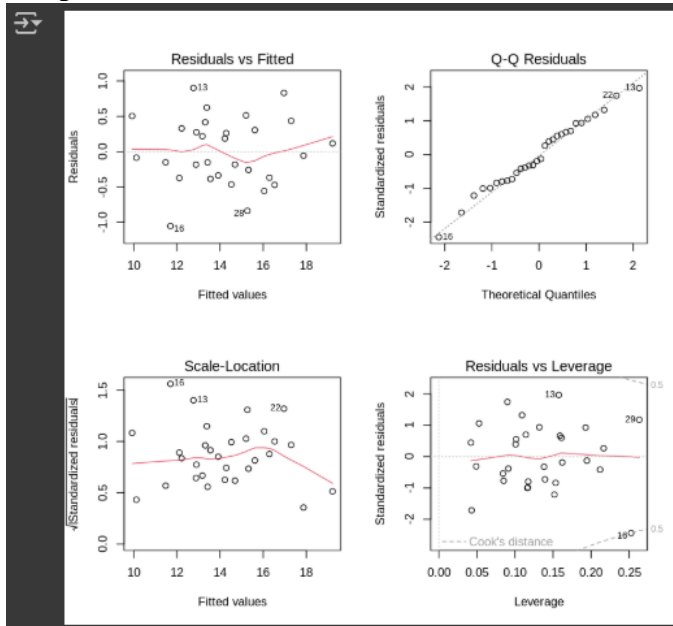 Residuals vs Fitted
Residuals
1.0
0.5
0.0
-0.5
-1.0
13
28
16
10 12 14 16 18
Fitted values
Q-Q Residuals
Standardized residuals
2
1
0
-1
-2
22
13
16
-2 -1 0 1 2
Theoretical Quantiles
Scale-Location
√|Standardized residuals|
1.5
1.0
0.5
0.0
16
13
22
10 12 14 16 18
Fitted values
Residuals vs Leverage
Standardized residuals
2
1
0
-1
-2
13
0.5
29
0.5
16
Cook's distance
0.00 0.05 0.10 0.15 0.20 0.25
Leverage